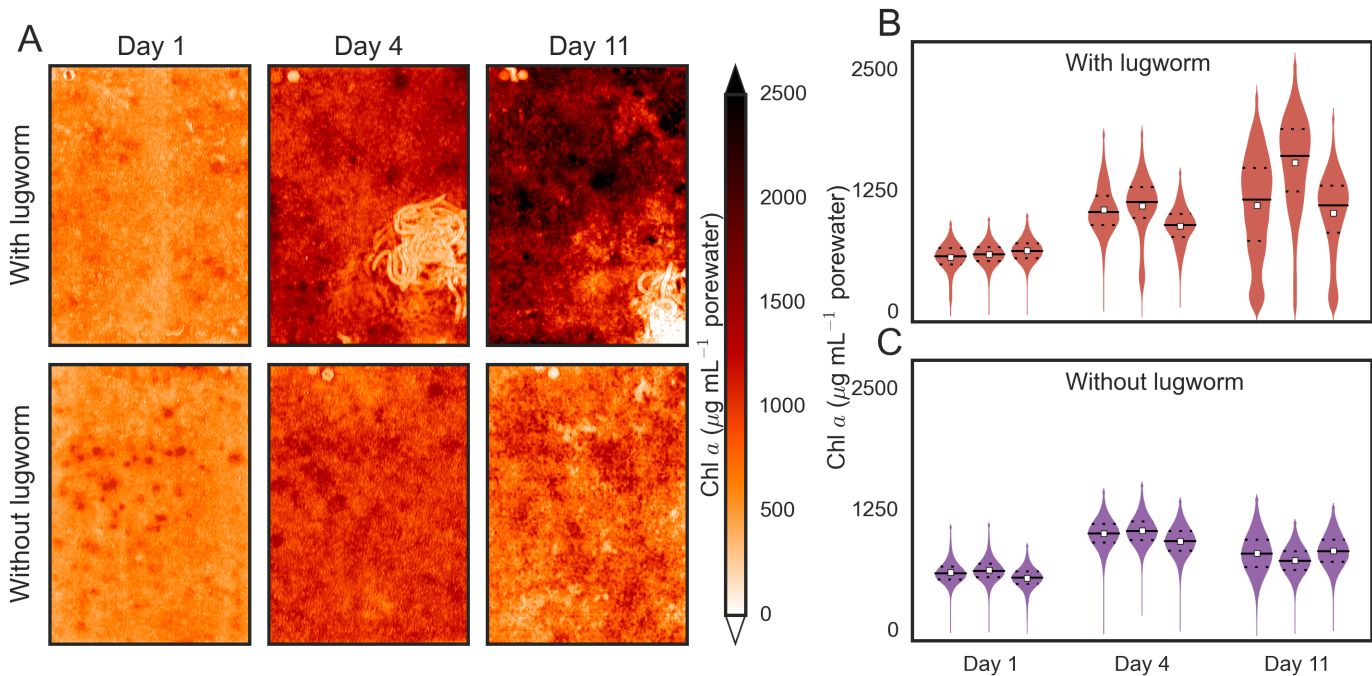 A
Day 1
Day 4
Day 11
With lugworm
Without lugworm
2500
2000
1500
1000
500
0
Chl a (μg mL−1 porewater)
B
With lugworm
2500
1250
0
Chl a (μg mL−1 porewater)
C
Without lugworm
2500
1250
0
Day 1
Day 4
Day 11